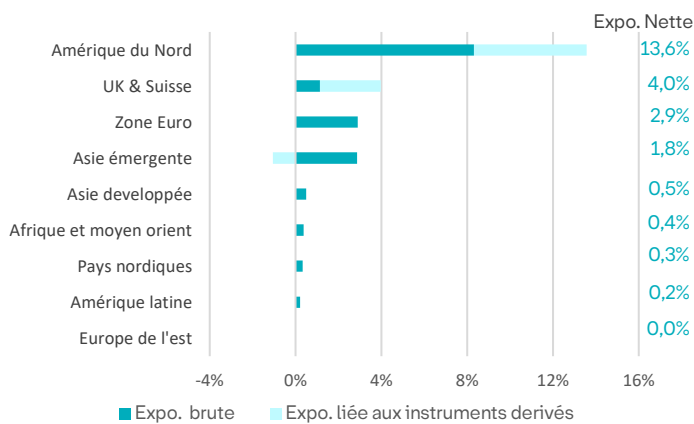 Expo. Nette
Amérique du Nord 13,6%
UK & Suisse 4,0%
Zone Euro 2,9%
Asie émergente 1,8%
Asie developpée 0,5%
Afrique et moyen orient 0,4%
Pays nordiques 0,3%
Amérique latine 0,2%
Europe de l'est 0,0%
-4% 0% 4% 8% 12% 16%
Expo. brute Expo. liée aux instruments derivés